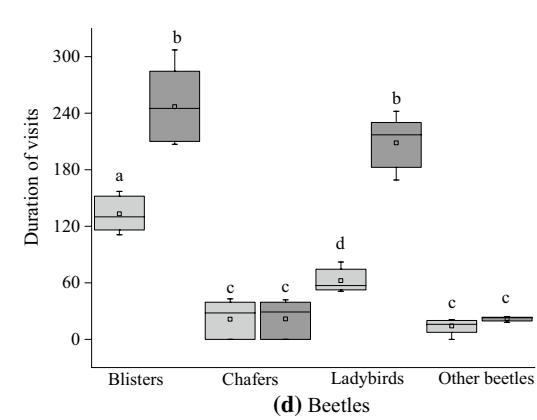 Duration of visits
300
240
180
120
60
0
a
b
c
c
d
b
c
c
Blisters
Chafers
Ladybirds
Other beetles
(d) Beetles